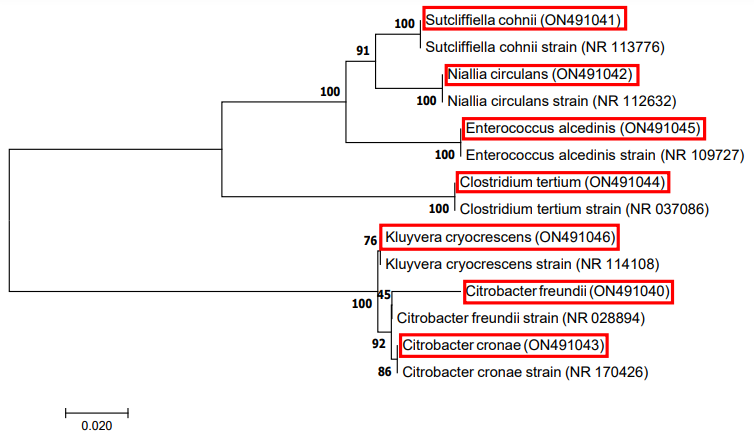 100
Sutcliffiella cohnii (ON491041)
Sutcliffiella cohnii strain (NR 113776)
91
Niallia circulans (ON491042)
100
100
Niallia circulans strain (NR 112632)
Enterococcus alcedinis (ON491045)
100
Enterococcus alcedinis strain (NR 109727)
Clostridium tertium (ON491044)
100
Clostridium tertium strain (NR 037086)
76
Kluyvera cryocrescens (ON491046)
Kluyvera cryocrescens strain (NR 114108)
100
45
Citrobacter freundii (ON491040)
Citrobacter freundii strain (NR 028894)
92
Citrobacter cronae (ON491043)
86
Citrobacter cronae strain (NR 170426)
0.020